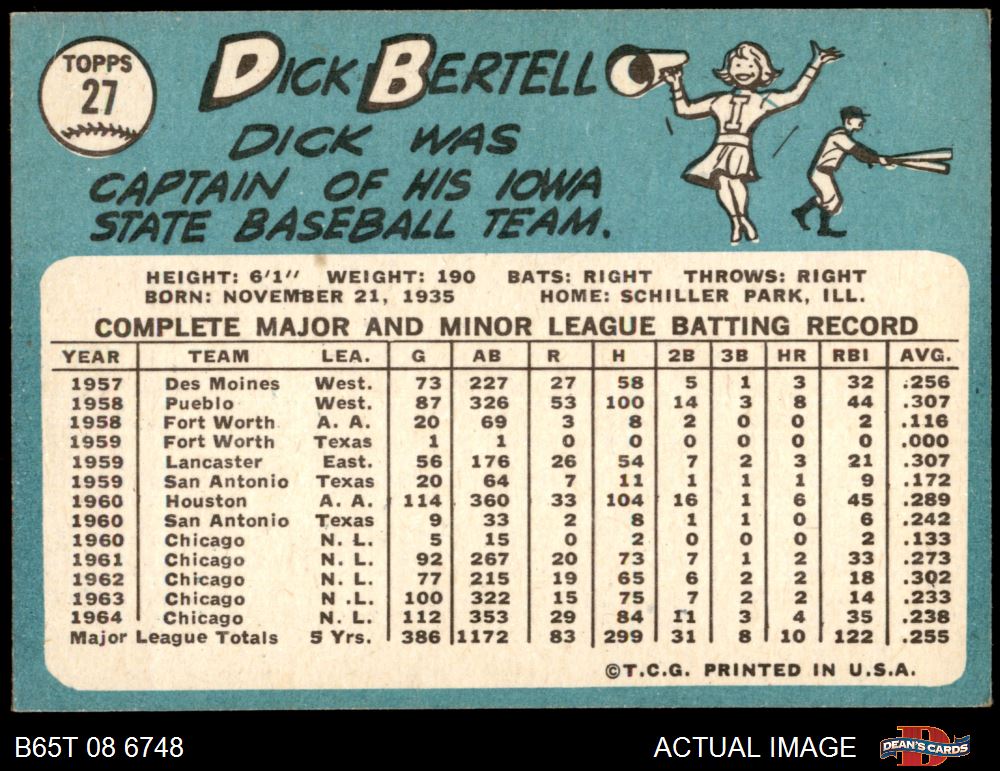 TOPPS
27
DICK BERTELL
DICK WAS
CAPTAIN OF HIS IOWA
STATE BASEBALL TEAM.
I
HEIGHT: 6'1" WEIGHT: 190 BATS: RIGHT THROWS: RIGHT
BORN: NOVEMBER 21, 1935 HOME: SCHILLER PARK, ILL.
COMPLETE MAJOR AND MINOR LEAGUE BATTING RECORD
YEAR TEAM LEA. G AB R H 2B 3B HR RBI AVG.
1957 Des Moines West. 73 227 27 58 5 1 3 32 .256
1958 Pueblo West. 87 326 53 100 14 3 8 44 .307
1958 Fort Worth A. A. 20 69 3 8 2 0 0 2 .116
1959 Fort Worth Texas 1 1 0 0 0 0 0 0 .000
1959 Lancaster East. 56 176 26 54 7 2 3 21 .307
1959 San Antonio Texas 20 64 7 11 1 1 1 9 .172
1960 Houston A. A. 114 360 33 104 16 1 6 45 .289
1960 San Antonio Texas 9 33 2 8 1 1 0 6 .242
1960 Chicago N. L. 5 15 0 2 0 0 0 2 .133
1961 Chicago N. L. 92 267 20 73 7 1 2 33 .273
1962 Chicago N. L. 77 215 19 65 6 2 2 18 .302
1963 Chicago N .L. 100 322 15 75 7 2 2 14 .233
1964 Chicago N. L. 112 353 29 84 11 3 4 35 .238
Major League Totals 5 Yrs. 386 1172 83 299 31 8 10 122 .255
©T.C.G. PRINTED IN U.S.A.
B65T 08 6748 ACTUAL IMAGE DEAN'S CARDS